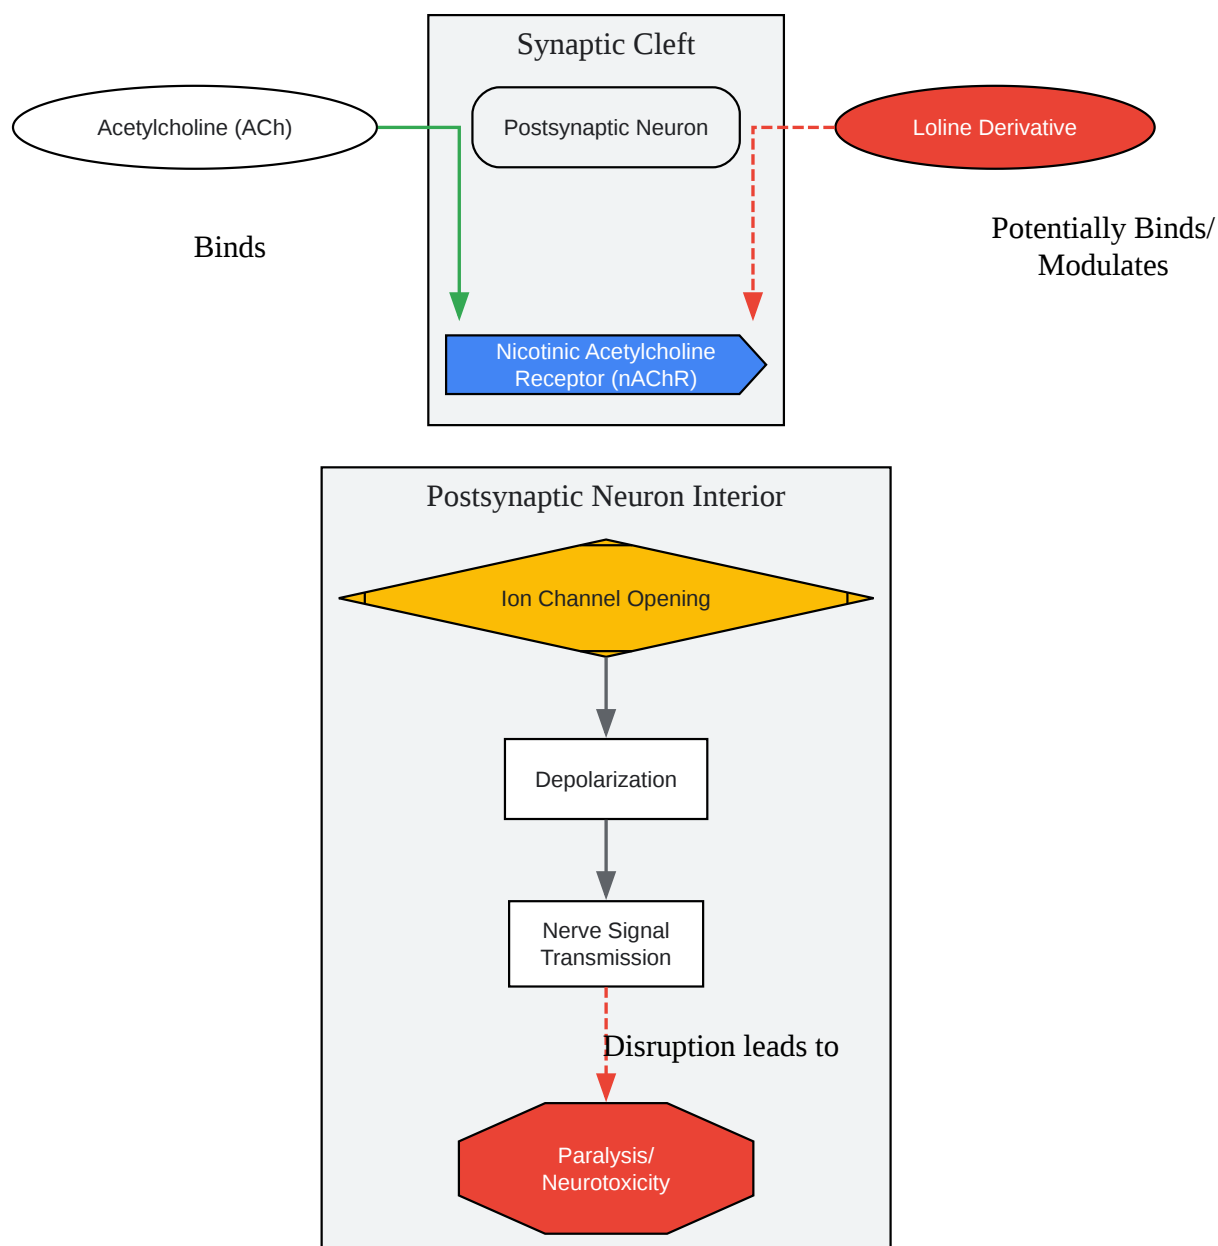 Synaptic Cleft
Acetylcholine (ACh)
Postsynaptic Neuron
Loline Derivative
Binds
Potentially Binds/
Modulates
Nicotinic Acetylcholine
Receptor (nAChR)
Postsynaptic Neuron Interior
Ion Channel Opening
Depolarization
Nerve Signal
Transmission
Disruption leads to
Paralysis/
Neurotoxicity